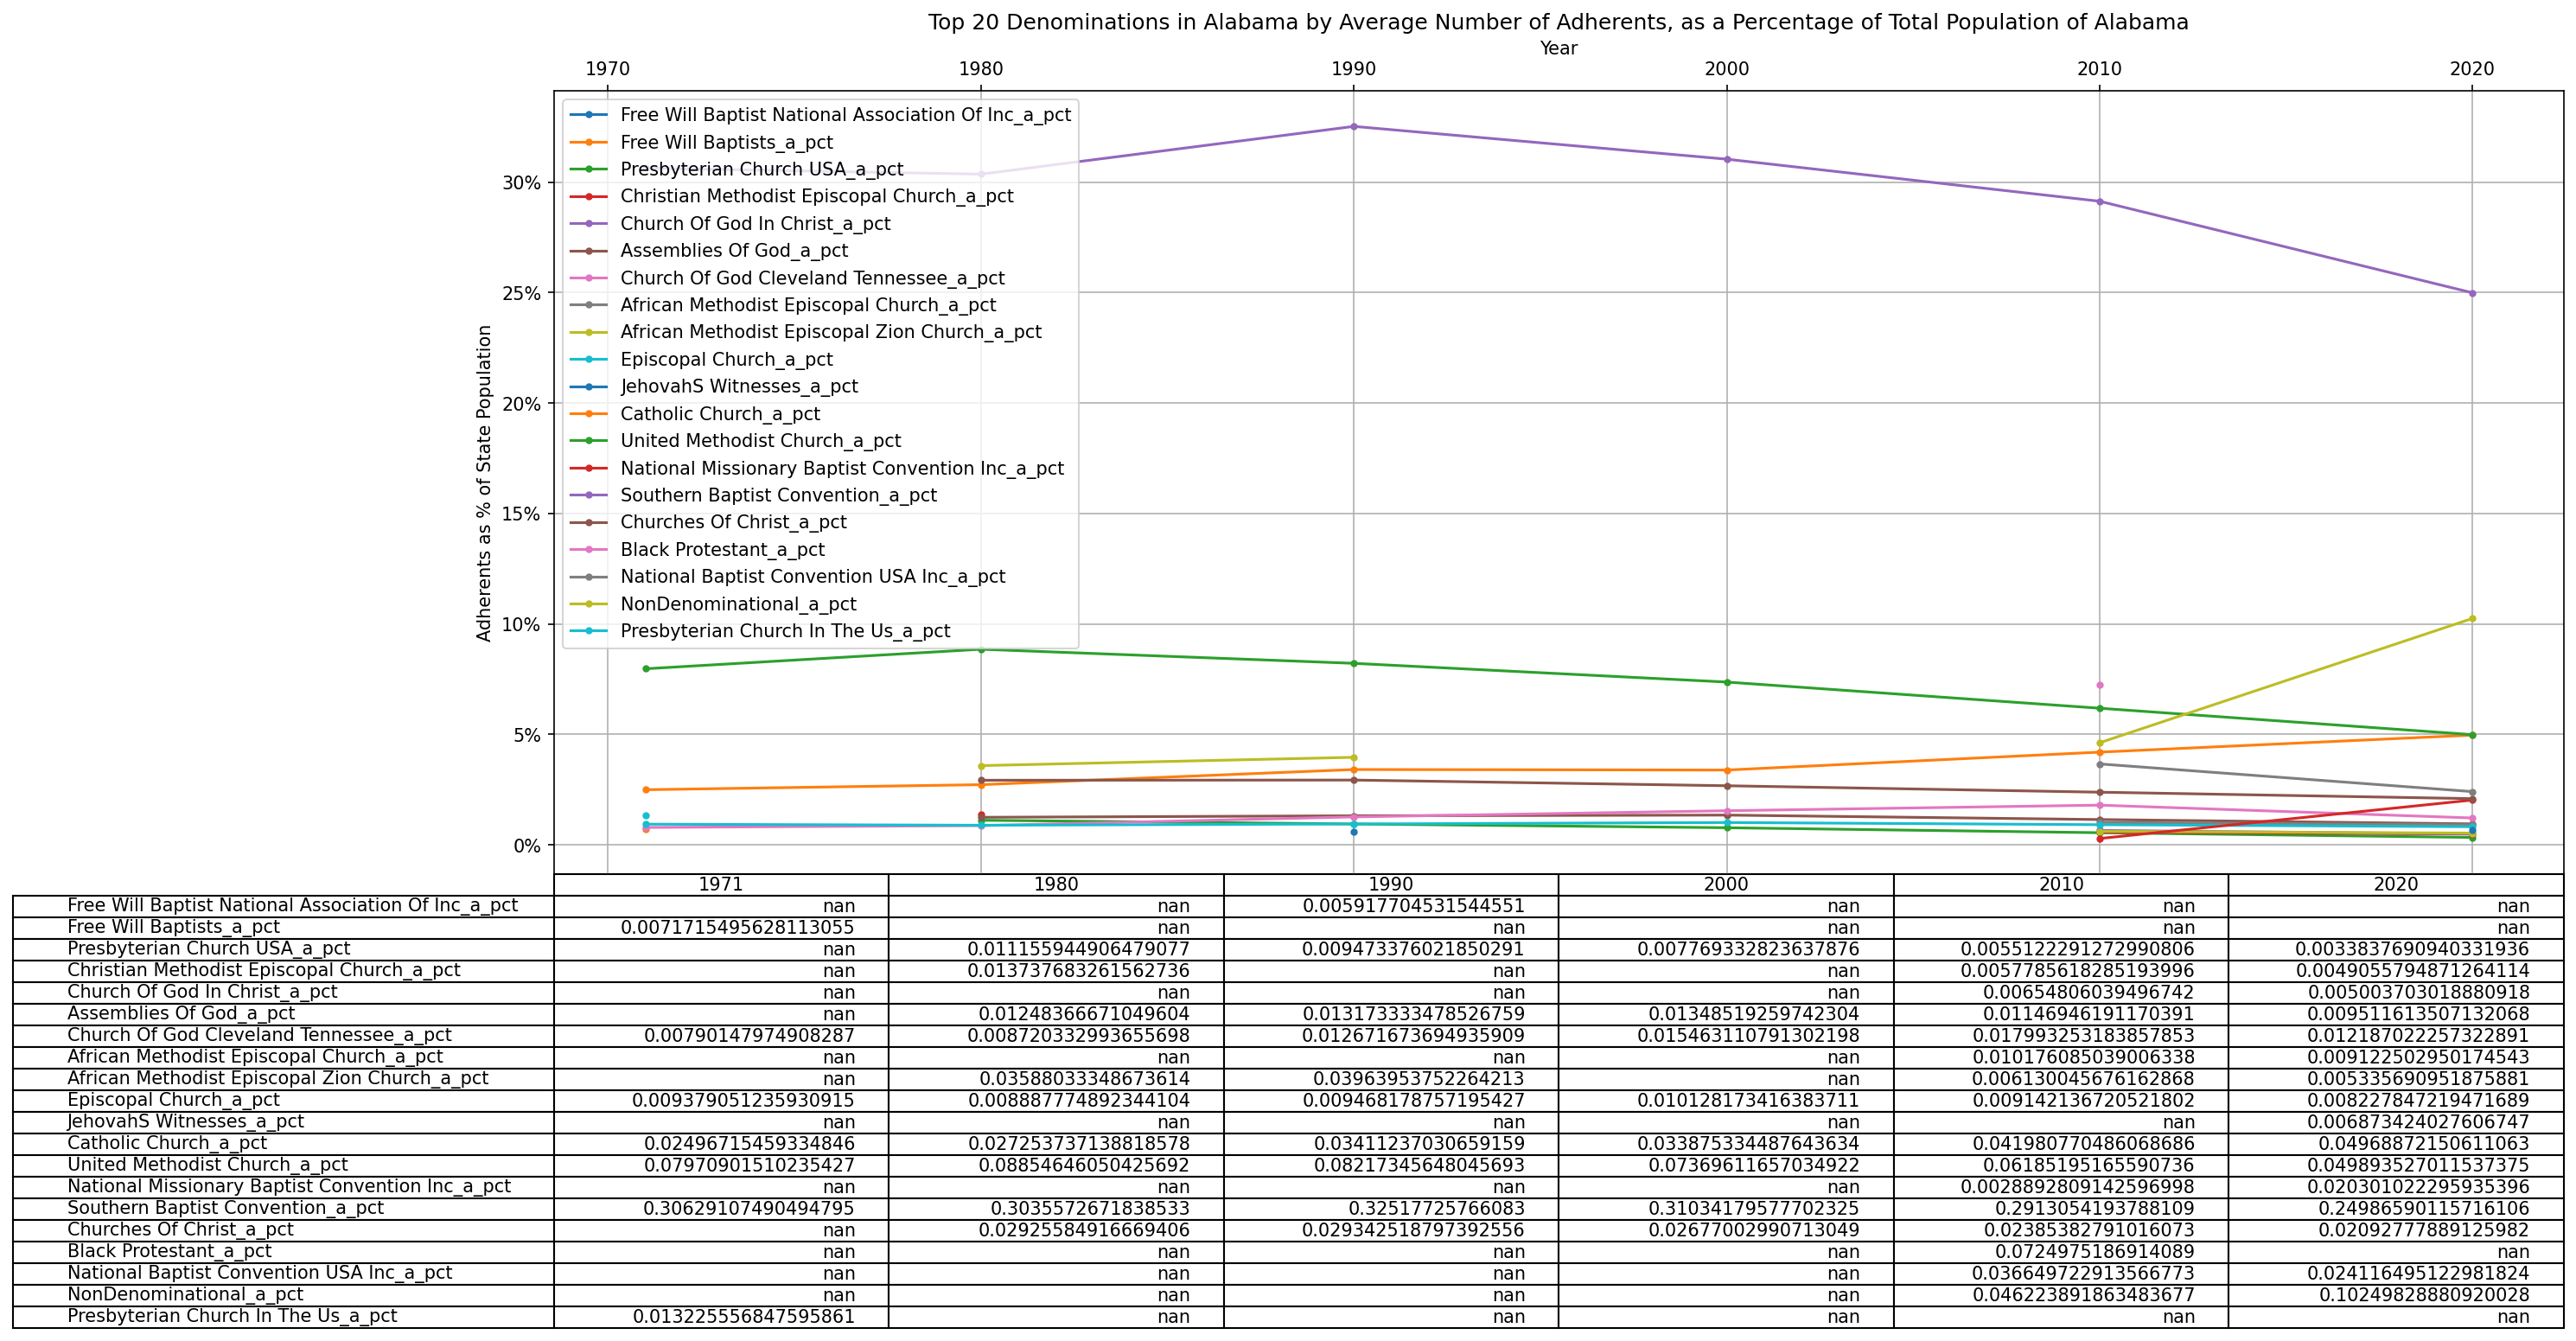 Top 20 Denominations in Alabama by Average Number of Adherents, as a Percentage of Total Population of Alabama
Year
1970 1980 1990 2000 2010 2020
Adherents as % of State Population
30%
25%
20%
15%
10%
5%
0%
Free Will Baptist National Association Of Inc_a_pct
Free Will Baptists_a_pct
Presbyterian Church USA_a_pct
Christian Methodist Episcopal Church_a_pct
Church Of God In Christ_a_pct
Assemblies Of God_a_pct
Church Of God Cleveland Tennessee_a_pct
African Methodist Episcopal Church_a_pct
African Methodist Episcopal Zion Church_a_pct
Episcopal Church_a_pct
JehovahS Witnesses_a_pct
Catholic Church_a_pct
United Methodist Church_a_pct
National Missionary Baptist Convention Inc_a_pct
Southern Baptist Convention_a_pct
Churches Of Christ_a_pct
Black Protestant_a_pct
National Baptist Convention USA Inc_a_pct
NonDenominational_a_pct
Presbyterian Church In The Us_a_pct
1971 1980 1990 2000 2010 2020
Free Will Baptist National Association Of Inc_a_pct nan nan 0.005917704531544551 nan nan nan
Free Will Baptists_a_pct 0.0071715495628113055 nan nan nan nan nan
Presbyterian Church USA_a_pct nan 0.011155944906479077 0.009473376021850291 0.007769332823637876 0.0055122291272990806 0.0033837690940331936
Christian Methodist Episcopal Church_a_pct nan 0.013737683261562736 nan nan 0.0057785618285193996 0.0049055794871264114
Church Of God In Christ_a_pct nan nan nan nan 0.00654806039496742 0.005003703018880918
Assemblies Of God_a_pct nan 0.01248366671049604 0.013173333478526759 0.01348519259742304 0.01146946191170391 0.009511613507132068
Church Of God Cleveland Tennessee_a_pct 0.00790147974908287 0.008720332993655698 0.012671673694935909 0.015463110791302198 0.017993253183857853 0.012187022257322891
African Methodist Episcopal Church_a_pct nan nan nan nan 0.010176085039006338 0.009122502950174543
African Methodist Episcopal Zion Church_a_pct nan 0.03588033348673614 0.03963953752264213 nan 0.006130045676162868 0.005335690951875881
Episcopal Church_a_pct 0.009379051235930915 0.00888774892344104 0.009468178757195427 0.010128173416383711 0.009142136720521802 0.008227847219471689
JehovahS Witnesses_a_pct nan nan nan nan nan 0.006873424027606747
Catholic Church_a_pct 0.02496715459334846 0.027253737138818578 0.03411237030659159 0.033875334487643634 0.041980770486068686 0.04968872150611063
United Methodist Church_a_pct 0.07970901510235427 0.08854646050425692 0.08217345648045693 0.07369611657034922 0.06185195165590736 0.049893527011537375
National Missionary Baptist Convention Inc_a_pct nan nan nan nan 0.0028892809142596998 0.020301022295935396
Southern Baptist Convention_a_pct 0.30629107490494795 0.3035572671838533 0.32517725766083 0.31034179577702325 0.2913054193788109 0.24986590115716106
Churches Of Christ_a_pct nan 0.02925584916669406 0.029342518797392556 0.02677002990713049 0.02385382791016073 0.02092777889125982
Black Protestant_a_pct nan nan nan nan 0.0724975186914089 nan
National Baptist Convention USA Inc_a_pct nan nan nan nan 0.036649722913566773 0.024116495122981824
NonDenominational_a_pct nan nan nan nan 0.046223891863483677 0.10249828880920028
Presbyterian Church In The Us_a_pct 0.013225556847595861 nan nan nan nan nan